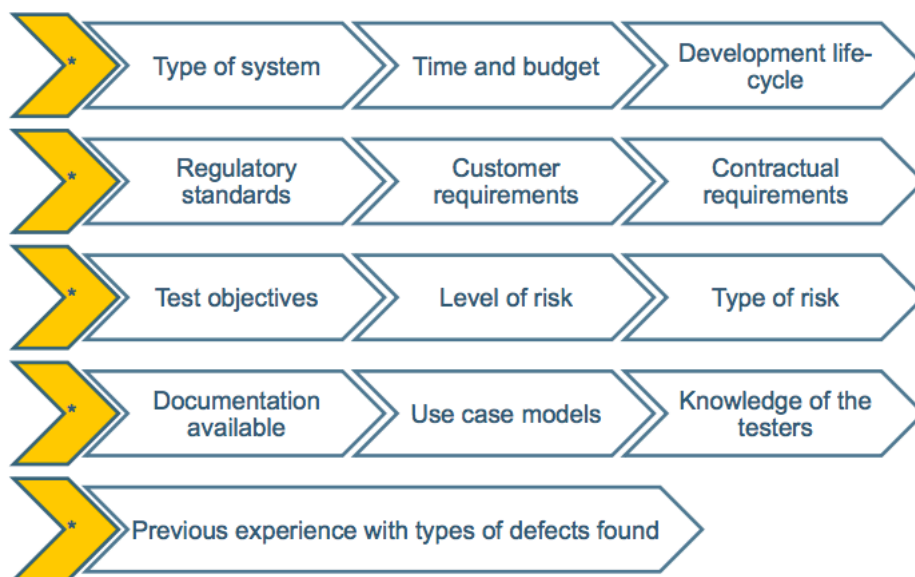 * Type of system Time and budget Development life-
cycle
* Regulatory
standards Customer
requirements Contractual
requirements
* Test objectives Level of risk Type of risk
* Documentation
available Use case models Knowledge of the
testers
* Previous experience with types of defects found